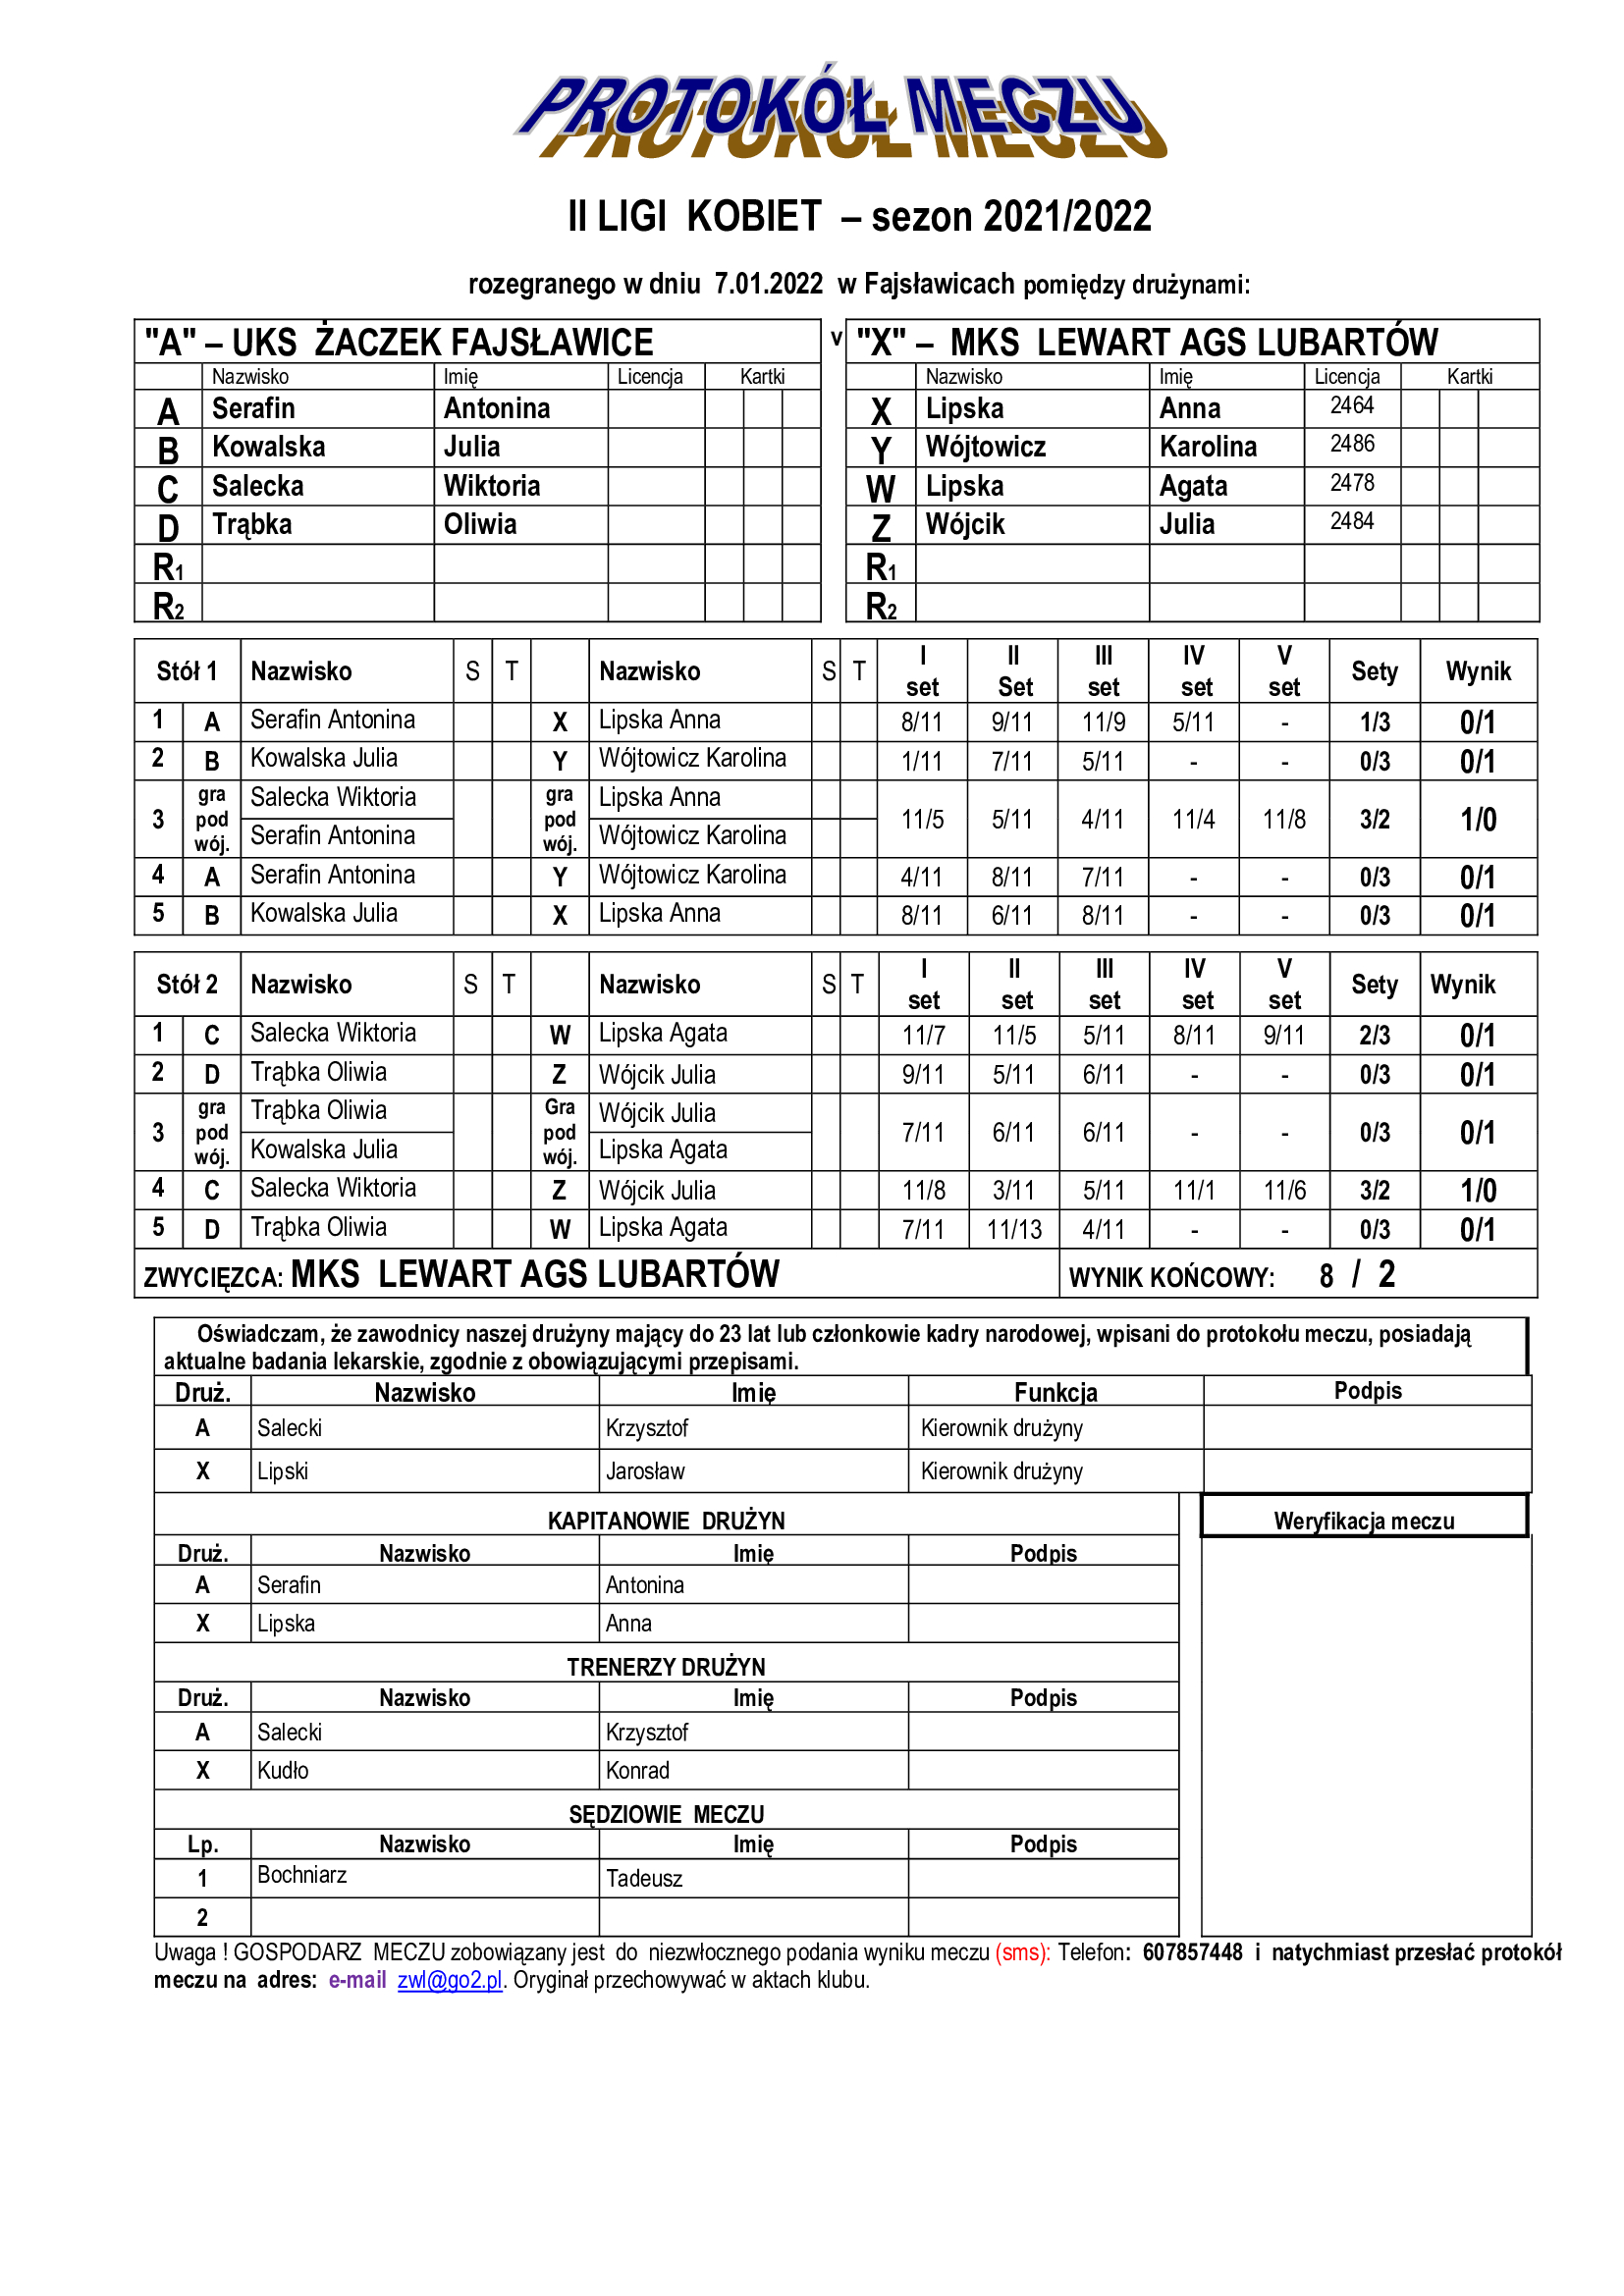 PROTOKÓŁ MECZU
II LIGI KOBIET – sezon 2021/2022
rozegranego w dniu 7.01.2022 w Fajsławicach pomiędzy drużynami:
"A" – UKS ŻACZEK FAJSŁAWICE v "X" – MKS LEWART AGS LUBARTÓW
Nazwisko Imię Licencja Kartki Nazwisko Imię Licencja Kartki
A Serafin Antonina X Lipska Anna 2464
B Kowalska Julia Y Wójtowicz Karolina 2486
C Salecka Wiktoria W Lipska Agata 2478
D Trąbka Oliwia Z Wójcik Julia 2484
R1 R1
R2 R2
Stół 1 Nazwisko S T Nazwisko S T I set II Set III set IV set V set Sety Wynik
1 A Serafin Antonina X Lipska Anna 8/11 9/11 11/9 5/11 - 1/3 0/1
2 B Kowalska Julia Y Wójtowicz Karolina 1/11 7/11 5/11 - - 0/3 0/1
3 gra pod wój. Salecka Wiktoria Serafin Antonina gra pod wój. Lipska Anna Wójtowicz Karolina 11/5 5/11 4/11 11/4 11/8 3/2 1/0
4 A Serafin Antonina Y Wójtowicz Karolina 4/11 8/11 7/11 - - 0/3 0/1
5 B Kowalska Julia X Lipska Anna 8/11 6/11 8/11 - - 0/3 0/1
Stół 2 Nazwisko S T Nazwisko S T I set II set III set IV set V set Sety Wynik
1 C Salecka Wiktoria W Lipska Agata 11/7 11/5 5/11 8/11 9/11 2/3 0/1
2 D Trąbka Oliwia Z Wójcik Julia 9/11 5/11 6/11 - - 0/3 0/1
3 gra pod wój. Trąbka Oliwia Kowalska Julia Gra pod wój. Wójcik Julia Lipska Agata 7/11 6/11 6/11 - - 0/3 0/1
4 C Salecka Wiktoria Z Wójcik Julia 11/8 3/11 5/11 11/1 11/6 3/2 1/0
5 D Trąbka Oliwia W Lipska Agata 7/11 11/13 4/11 - - 0/3 0/1
ZWYCIĘZCA: MKS LEWART AGS LUBARTÓW WYNIK KOŃCOWY: 8 / 2
Oświadczam, że zawodnicy naszej drużyny mający do 23 lat lub członkowie kadry narodowej, wpisani do protokołu meczu, posiadają
aktualne badania lekarskie, zgodnie z obowiązującymi przepisami.
Druż. Nazwisko Imię Funkcja Podpis
A Salecki Krzysztof Kierownik drużyny
X Lipski Jarosław Kierownik drużyny
KAPITANOWIE DRUŻYN Weryfikacja meczu
Druż. Nazwisko Imię Podpis
A Serafin Antonina
X Lipska Anna
TRENERZY DRUŻYN
Druż. Nazwisko Imię Podpis
A Salecki Krzysztof
X Kudło Konrad
SĘDZIOWIE MECZU
Lp. Nazwisko Imię Podpis
1 Bochniarz Tadeusz
2
Uwaga ! GOSPODARZ MECZU zobowiązany jest do niezwłocznego podania wyniku meczu (sms): Telefon: 607857448 i natychmiast przesłać protokół
meczu na adres: e-mail zwl@go2.pl. Oryginał przechowywać w aktach klubu.